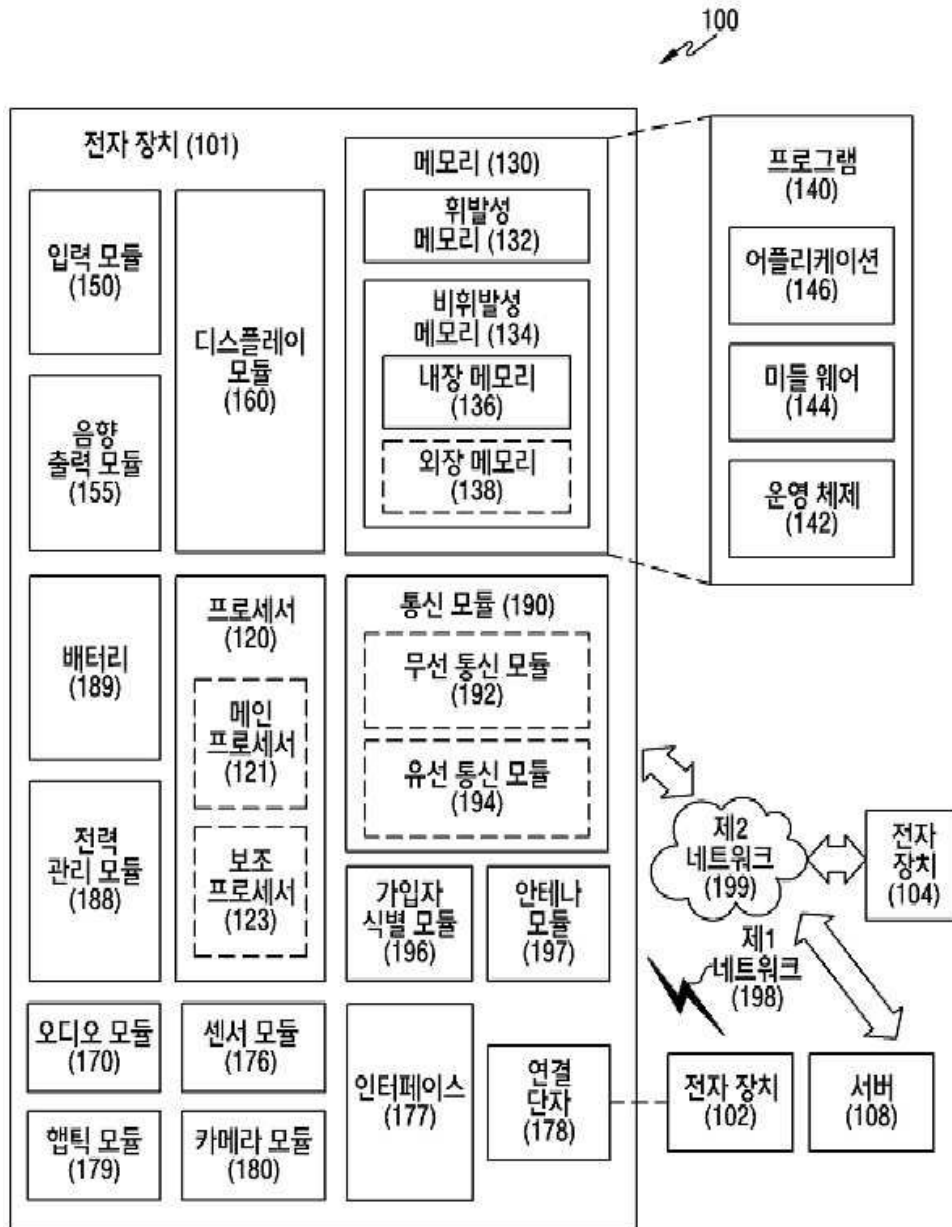 100
전자 장치 (101)
입력 모듈
(150)
음향
출력 모듈
(155)
디스플레이
모듈
(160)
메모리 (130)
휘발성
메모리 (132)
비휘발성
메모리 (134)
내장 메모리
(136)
외장 메모리
(138)
프로그램
(140)
어플리케이션
(146)
미들 웨어
(144)
운영 체제
(142)
배터리
(189)
전력
관리 모듈
(188)
프로세서
(120)
메인
프로세서
(121)
보조
프로세서
(123)
통신 모듈 (190)
무선 통신 모듈
(192)
유선 통신 모듈
(194)
가입자
식별 모듈
(196)
안테나
모듈
(197)
제2
네트워크
(199)
전자
장치
(104)
제1
네트워크
(198)
오디오 모듈
(170)
센서 모듈
(176)
햅틱 모듈
(179)
카메라 모듈
(180)
인터페이스
(177)
연결
단자
(178)
전자 장치
(102)
서버
(108)